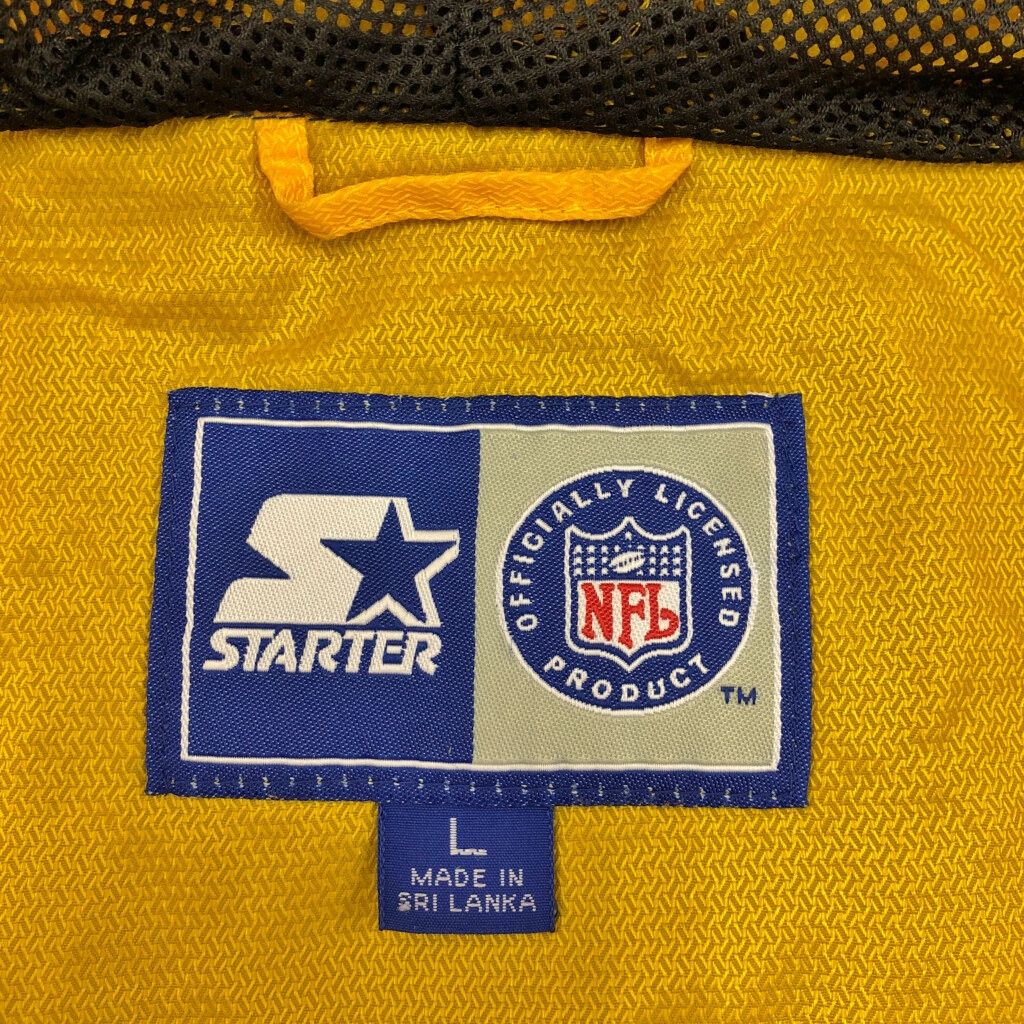 STARTER
OFFICIALLY LICENSED
NFL
PRODUCT
TM
L
MADE IN
SRI LANKA